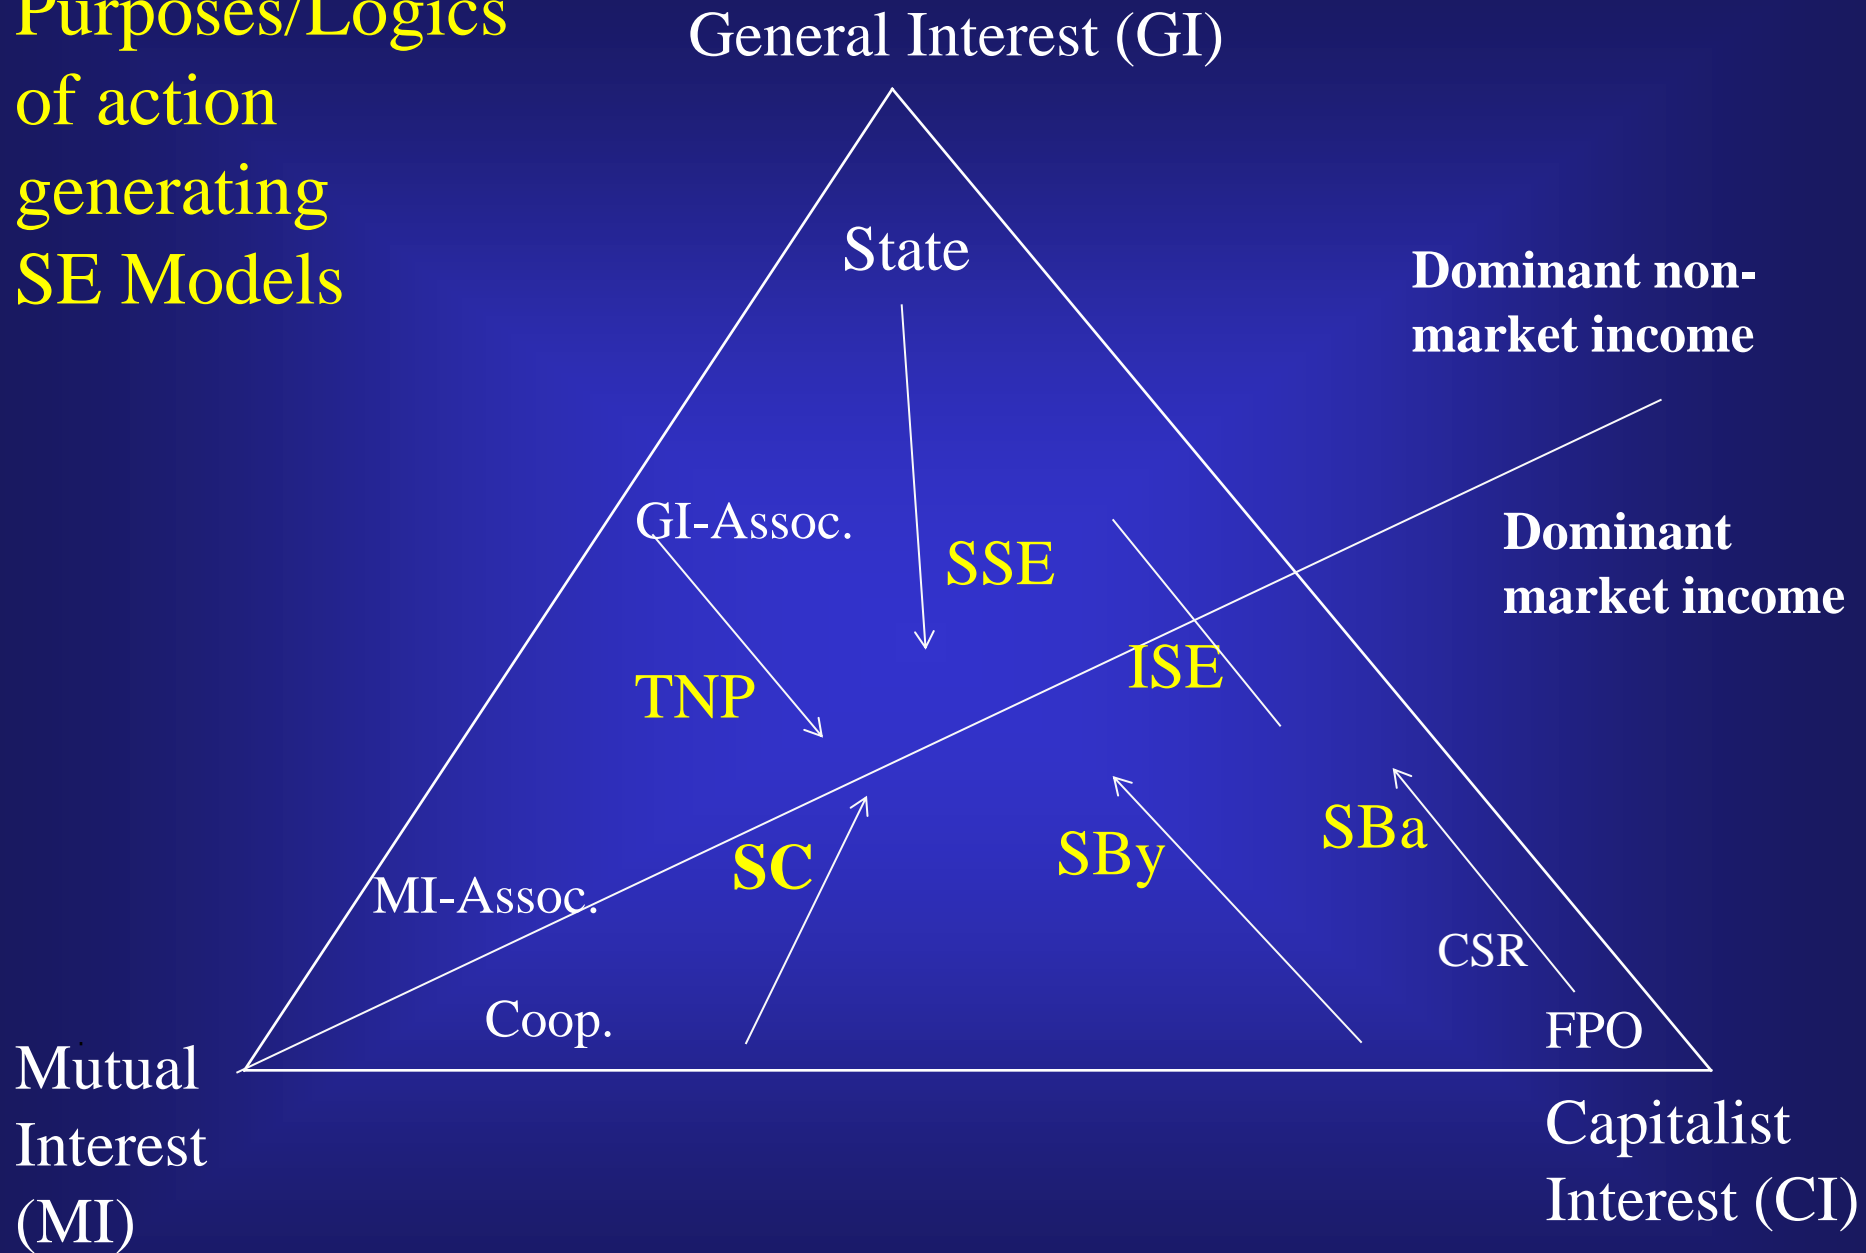 Purposes/Logics
of action
generating
SE Models
General Interest (GI)
State
Dominant non-
market income
Dominant
market income
GI-Assoc.
SSE
ISE
TNP
SBa
SBy
SC
MI-Assoc.
CSR
Coop.
FPO
Mutual
Interest
(MI)
Capitalist
Interest (CI)